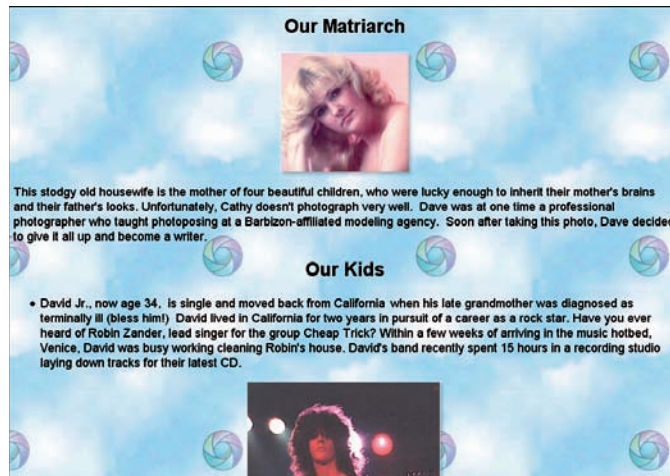 Our Matriarch
This stodgy old housewife is the mother of four beautiful children, who were lucky enough to inherit their mother's brains
and their father's looks. Unfortunately, Cathy doesn't photograph very well.  Dave was at one time a professional
photographer who taught photoposing at a Barbizon-affiliated modeling agency.  Soon after taking this photo, Dave decided
to give it all up and become a writer.
Our Kids
• David Jr., now age 34,  is single and moved back from California  when his late grandmother was diagnosed as
terminally ill (bless him!)  David lived in California for two years in pursuit of a career as a rock star. Have you ever
heard of Robin Zander, lead singer for the group Cheap Trick? Within a few weeks of arriving in the music hotbed,
Venice, David was busy working cleaning Robin's house. David's band recently spent 15 hours in a recording studio
laying down tracks for their latest CD.